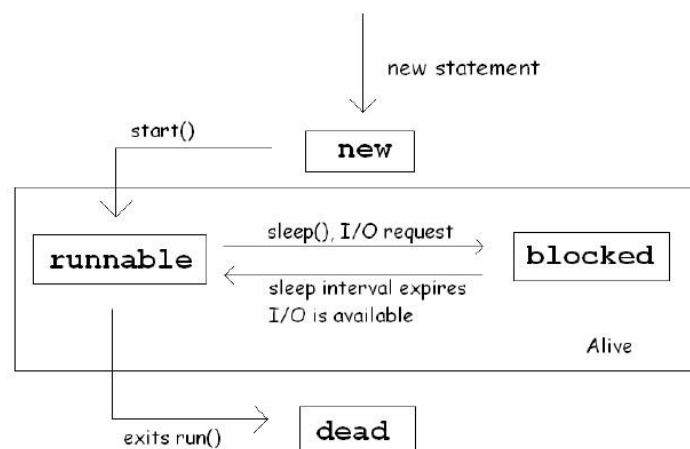 new statement
start()
new
sleep(), I/O request
runnable
blocked
sleep interval expires
I/O is available
Alive
exits run()
dead